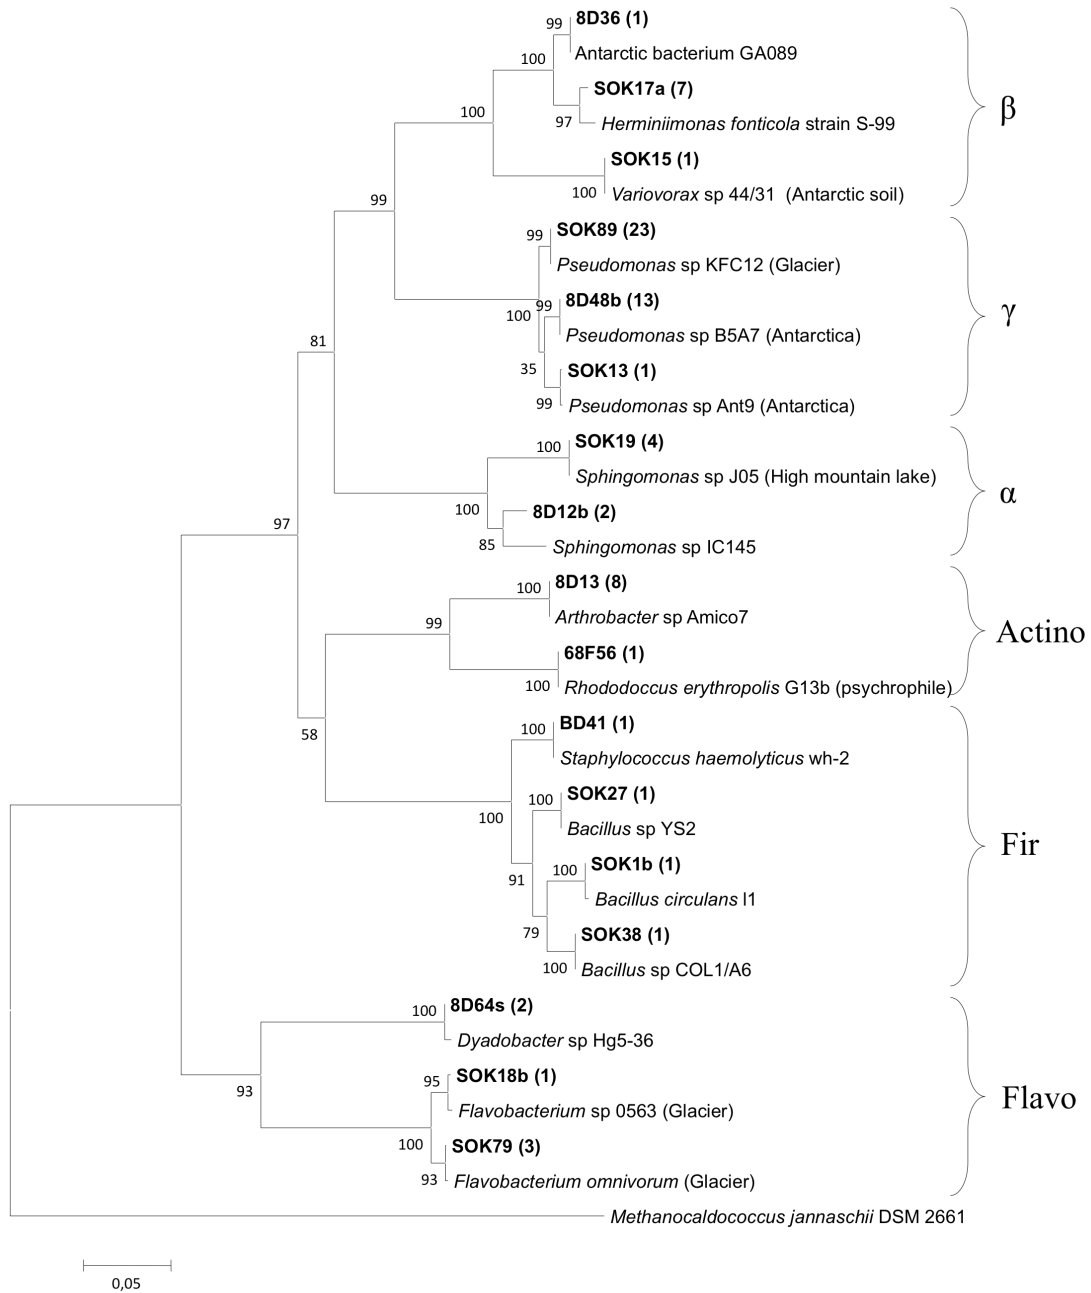 99
8D36 (1)
Antarctic bacterium GA089
100
SOK17a (7)
97
Herminiimonas fonticola strain S-99
β
100
SOK15 (1)
100
Variovorax sp 44/31 (Antarctic soil)
99
99
SOK89 (23)
Pseudomonas sp KFC12 (Glacier)
100
99
8D48b (13)
Pseudomonas sp B5A7 (Antarctica)
γ
35
SOK13 (1)
99
Pseudomonas sp Ant9 (Antarctica)
81
100
SOK19 (4)
Sphingomonas sp J05 (High mountain lake)
α
100
8D12b (2)
85
Sphingomonas sp IC145
97
100
8D13 (8)
Arthrobacter sp Amico7
99
Actino
68F56 (1)
100
Rhododoccus erythropolis G13b (psychrophile)
58
100
BD41 (1)
Staphylococcus haemolyticus wh-2
100
100
SOK27 (1)
Bacillus sp YS2
Fir
91
100
SOK1b (1)
Bacillus circulans I1
79
SOK38 (1)
100
Bacillus sp COL1/A6
100
8D64s (2)
Dyadobacter sp Hg5-36
93
95
SOK18b (1)
Flavobacterium sp 0563 (Glacier)
Flavo
100
SOK79 (3)
93
Flavobacterium omnivorum (Glacier)
Methanocaldococcus jannaschii DSM 2661
0,05